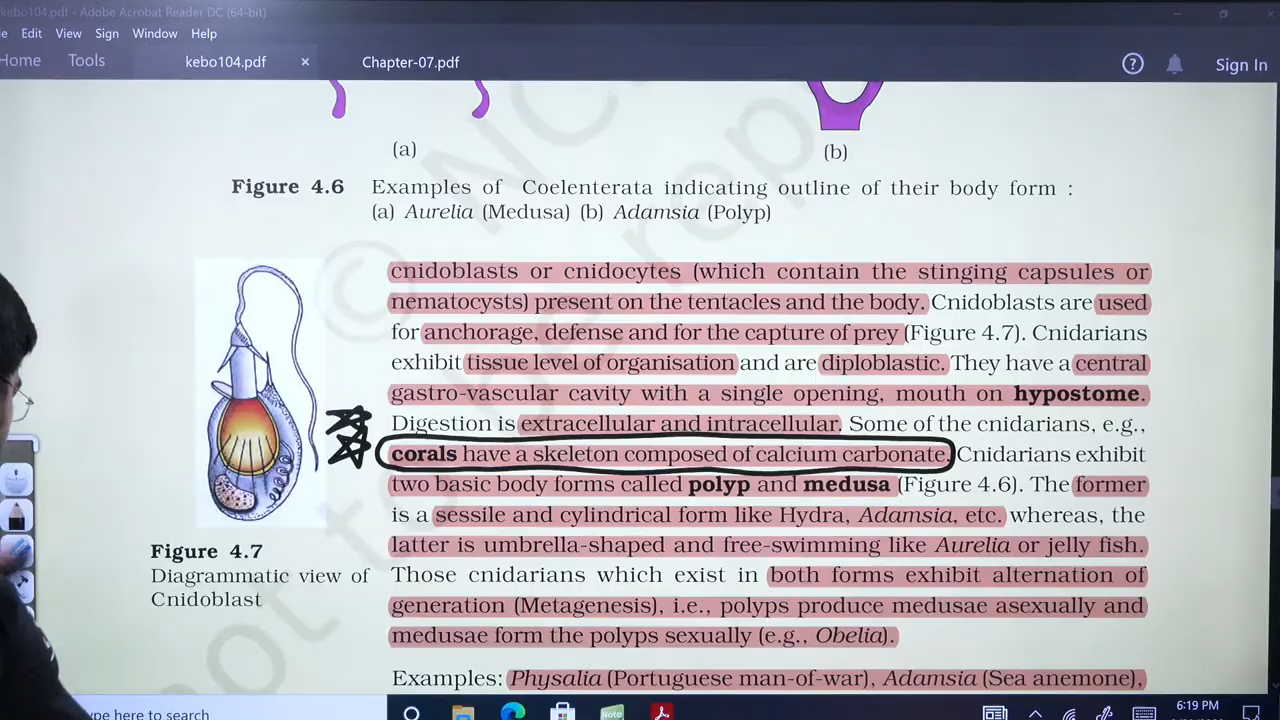 kebo104.pdf - Adobe Acrobat Reader DC (64-bit)
Edit View Sign Window Help
Home Tools kebo104.pdf × Chapter-07.pdf Sign In
(a) (b)
Figure 4.6 Examples of Coelenterata indicating outline of their body form :
(a) Aurelia (Medusa) (b) Adamsia (Polyp)
cnidoblasts or cnidocytes (which contain the stinging capsules or
nematocysts) present on the tentacles and the body. Cnidoblasts are used
for anchorage, defense and for the capture of prey (Figure 4.7). Cnidarians
exhibit tissue level of organisation and are diploblastic. They have a central
gastro-vascular cavity with a single opening, mouth on hypostome.
Digestion is extracellular and intracellular. Some of the cnidarians, e.g.,
corals have a skeleton composed of calcium carbonate. Cnidarians exhibit
two basic body forms called polyp and medusa (Figure 4.6). The former
is a sessile and cylindrical form like Hydra, Adamsia, etc. whereas, the
latter is umbrella-shaped and free-swimming like Aurelia or jelly fish.
Those cnidarians which exist in both forms exhibit alternation of
generation (Metagenesis), i.e., polyps produce medusae asexually and
medusae form the polyps sexually (e.g., Obelia).
Examples: Physalia (Portuguese man-of-war), Adamsia (Sea anemone),
Figure 4.7
Diagrammatic view of
Cnidoblast
here to search
Note
6:19 PM